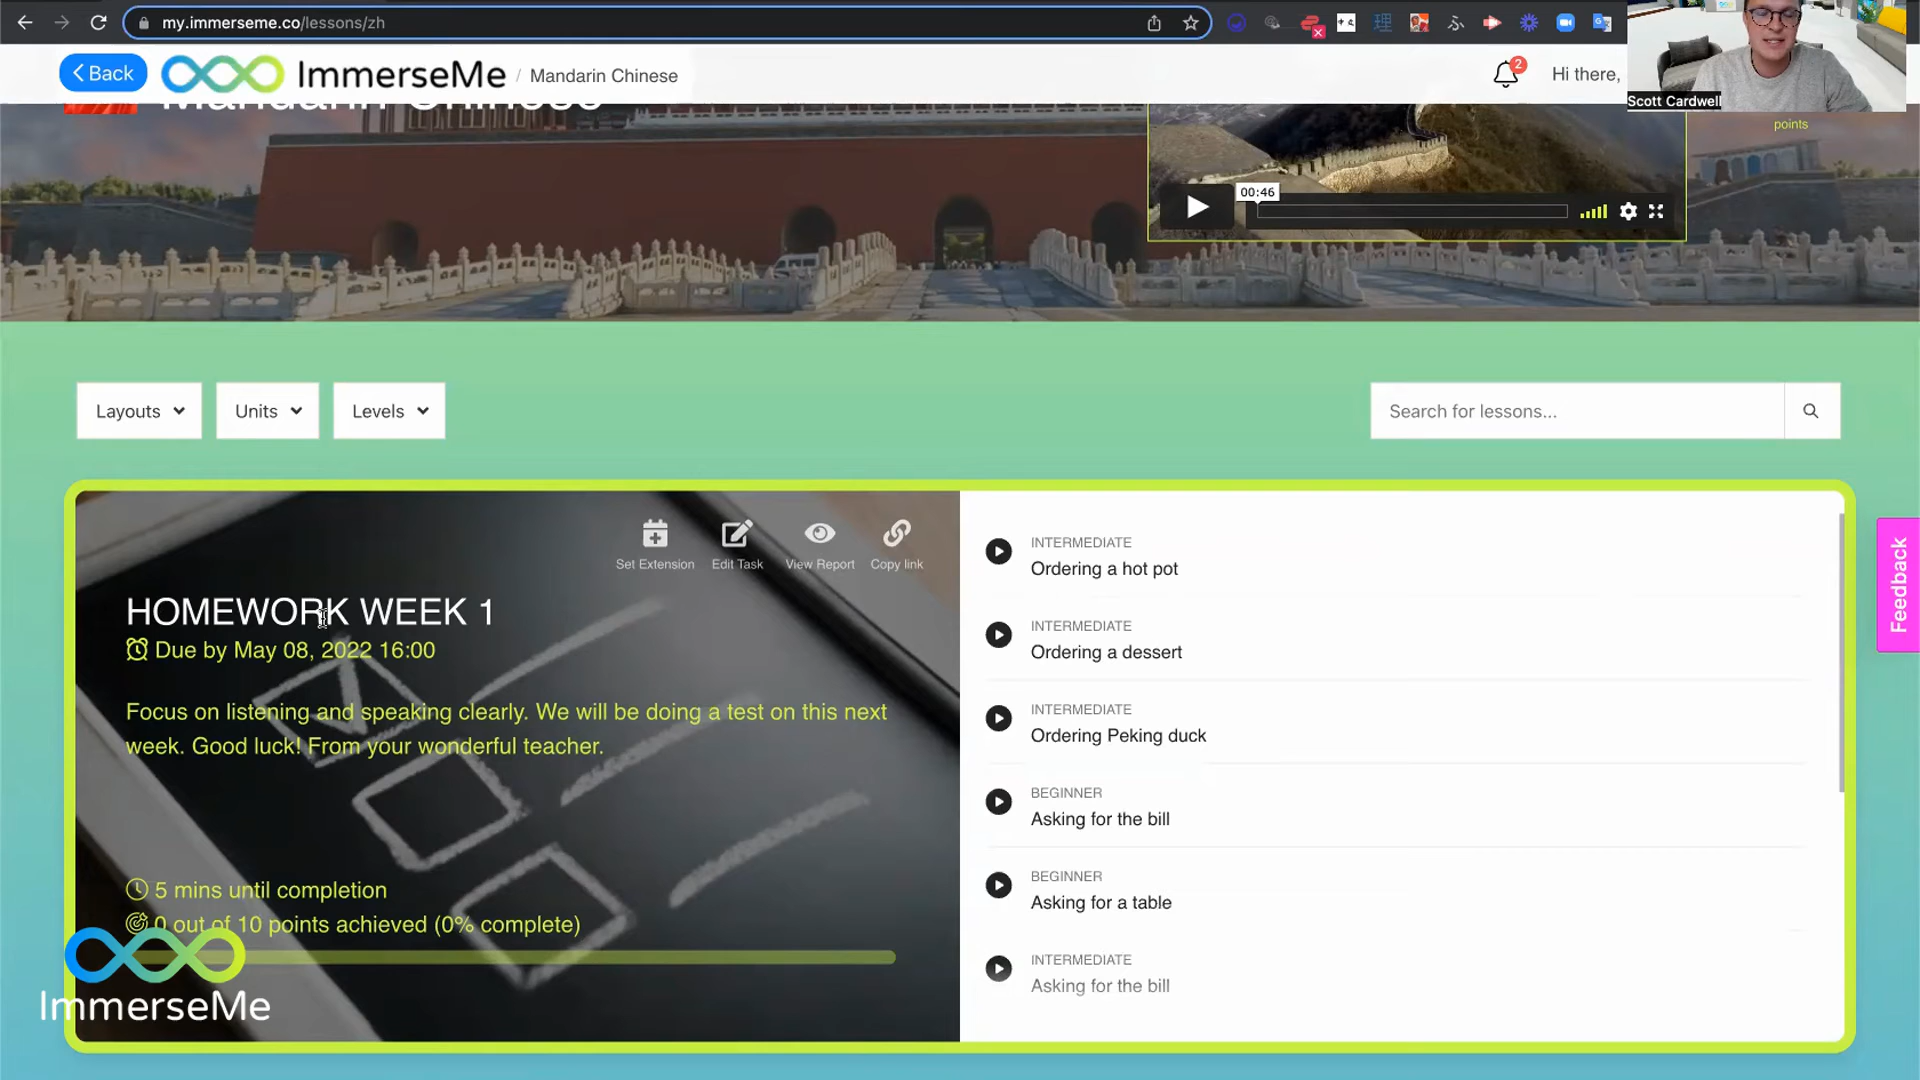 my.immerseme.co/lessons/zh
Back
ImmerseMe / Mandarin Chinese
2
Hi there,
Scott Cardwell
Mandarin Chinese
points
00:46
Layouts
Units
Levels
Search for lessons...
Set Extension
Edit Task
View Report
Copy link
HOMEWORK WEEK 1
Due by May 08, 2022 16:00
Focus on listening and speaking clearly. We will be doing a test on this next
week. Good luck! From your wonderful teacher.
5 mins until completion
0 out of 10 points achieved (0% complete)
ImmerseMe
INTERMEDIATE
Ordering a hot pot
INTERMEDIATE
Ordering a dessert
INTERMEDIATE
Ordering Peking duck
BEGINNER
Asking for the bill
BEGINNER
Asking for a table
INTERMEDIATE
Asking for the bill
Feedback